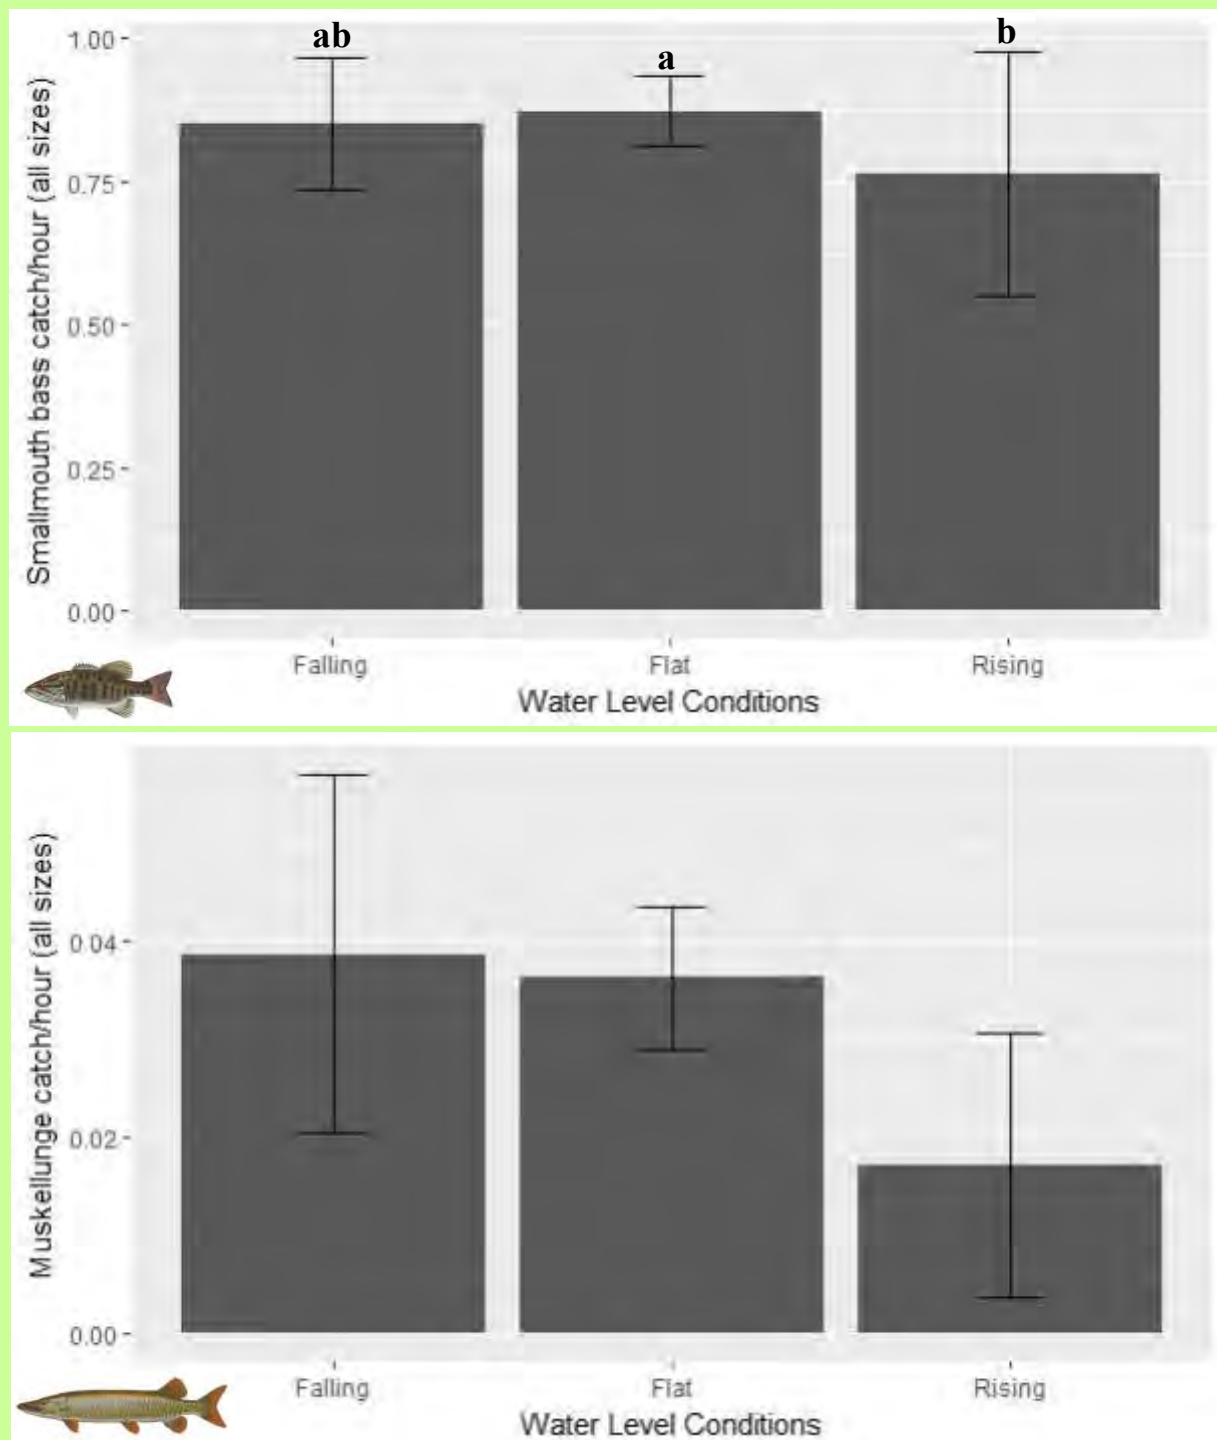 ab
a
b
Smallmouth bass catch/hour (all sizes)
1.00
0.75
0.50
0.25
0.00
Falling
Flat
Rising
Water Level Conditions
Muskellunge catch/hour (all sizes)
0.04
0.02
0.00
Falling
Flat
Rising
Water Level Conditions